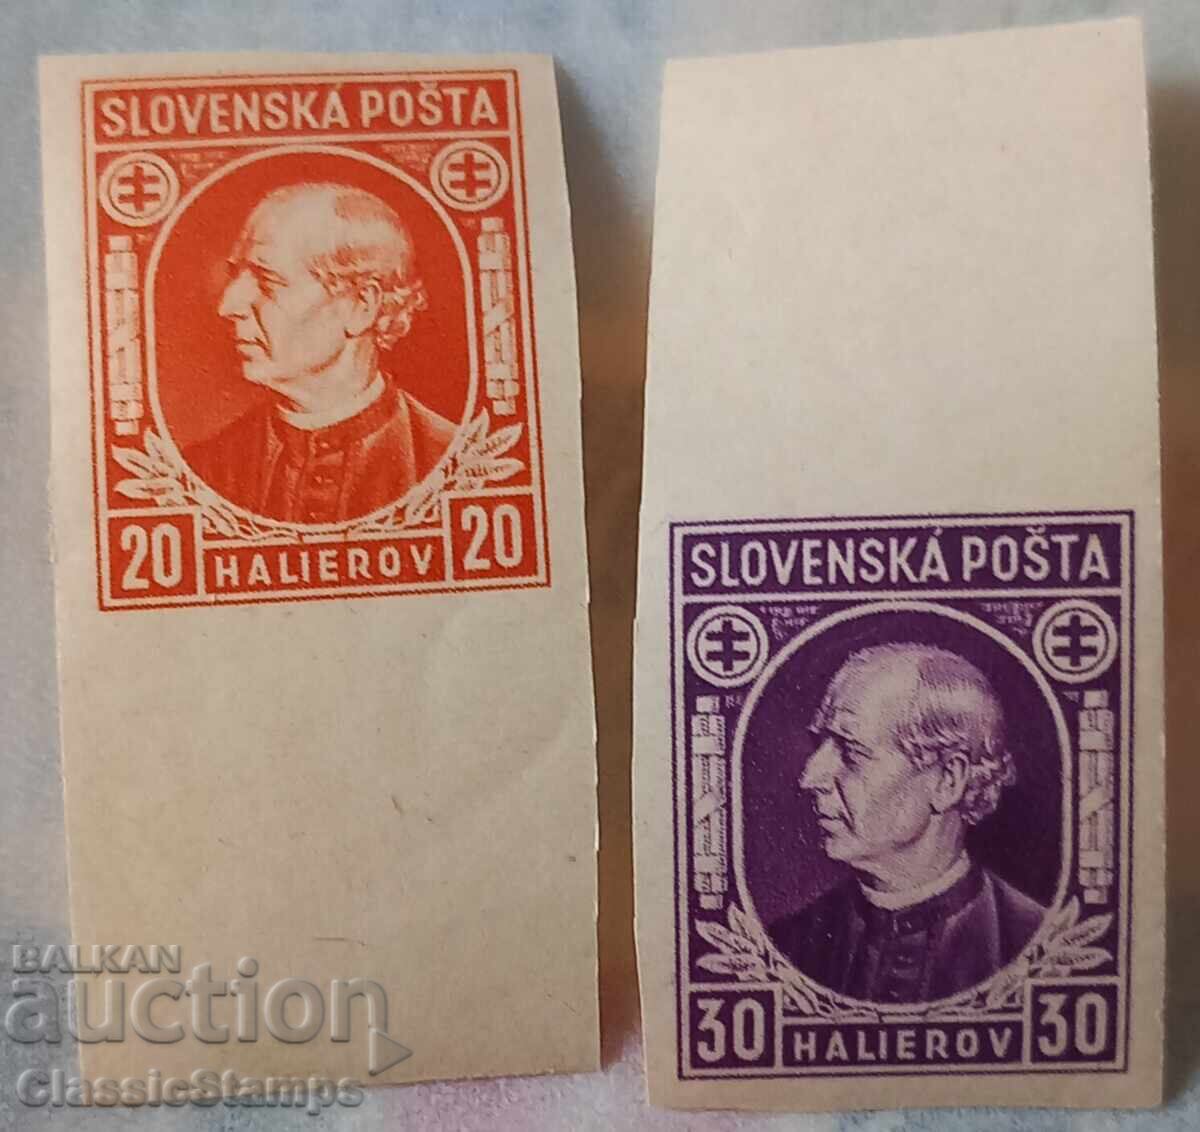 SLOVENSKÁ POŠTA
20 HALIEROV 20
SLOVENSKÁ POŠTA
30 HALIEROV 30
BALKAN
auction
ClassicStamps